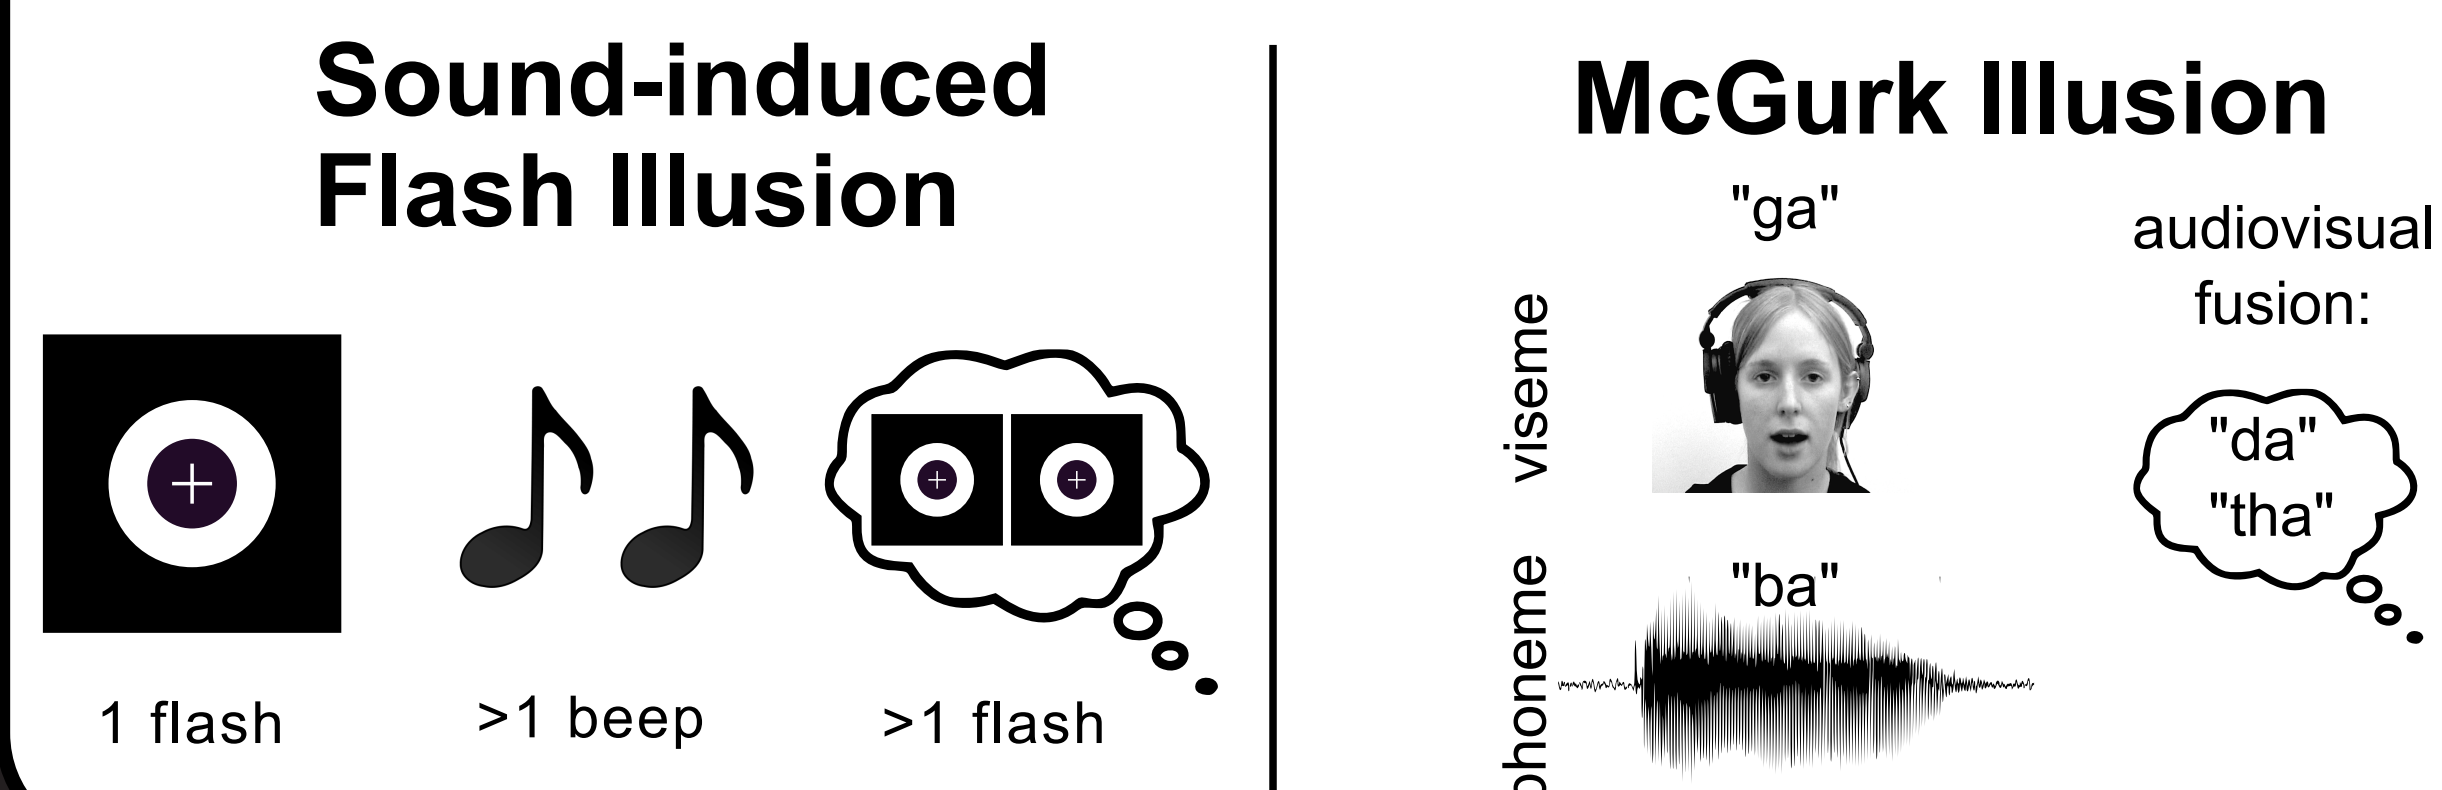 Sound-induced
Flash Illusion
1 flash
>1 beep
>1 flash
McGurk Illusion
"ga"
viseme
"ba"
phoneme
audiovisual
fusion:
"da"
"tha"